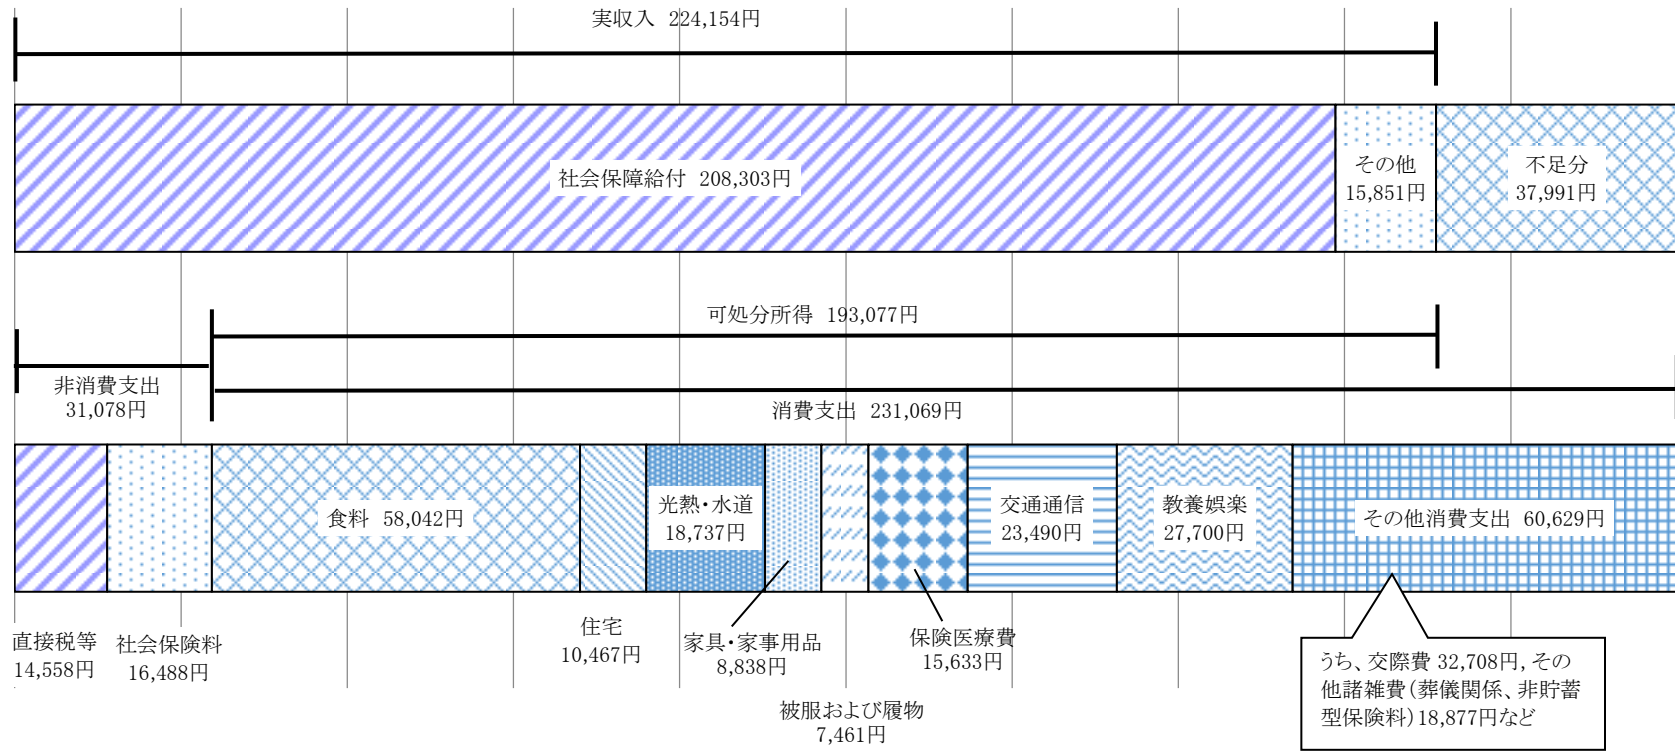 実収入 224,154円
社会保障給付 208,303円
その他
15,851円
不足分
37,991円
可処分所得 193,077円
非消費支出
31,078円
消費支出 231,069円
食料 58,042円
光熱・水道
18,737円
交通通信
23,490円
教養娯楽
27,700円
その他消費支出 60,629円
直接税等
14,558円
社会保険料
16,488円
住宅
10,467円
家具・家事用品
8,838円
保険医療費
15,633円
被服および履物
7,461円
うち、交際費 32,708円, その
他諸雑費(葬儀関係、非貯蓄
型保険料)18,877円など